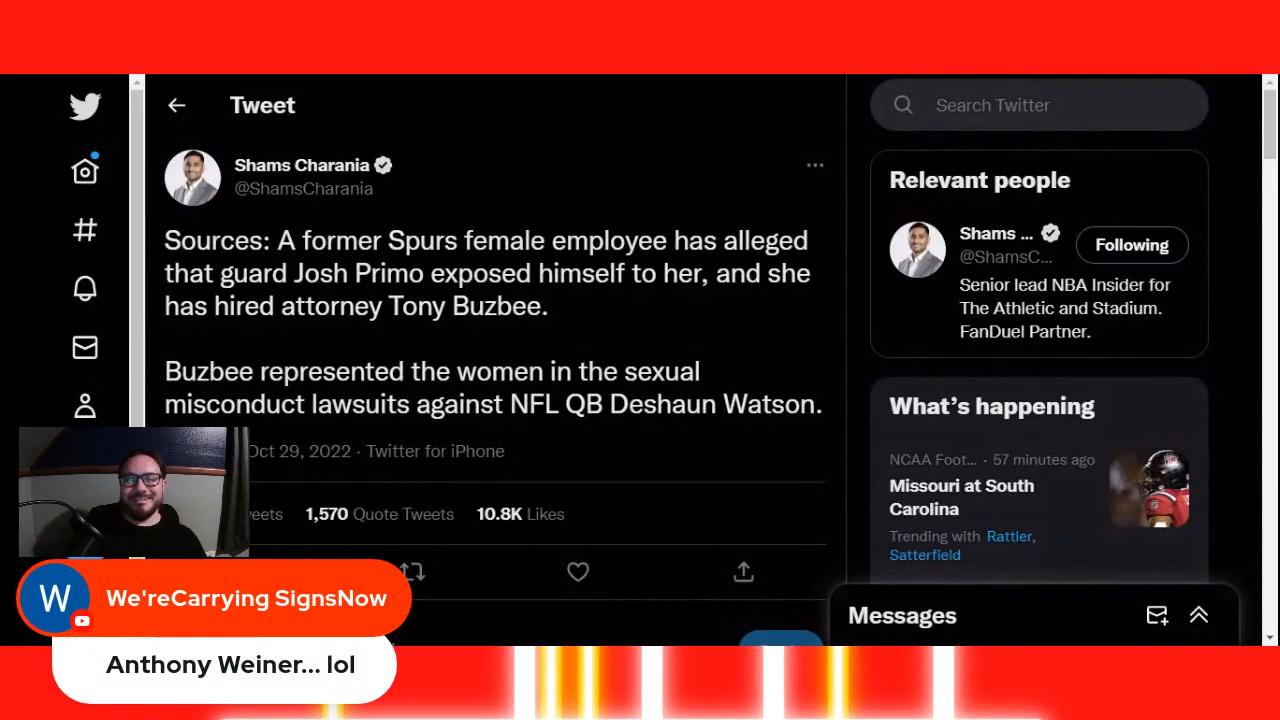 Tweet
Shams Charania
@ShamsCharania
Sources: A former Spurs female employee has alleged
that guard Josh Primo exposed himself to her, and she
has hired attorney Tony Buzbee.
Buzbee represented the women in the sexual
misconduct lawsuits against NFL QB Deshaun Watson.
Oct 29, 2022 · Twitter for iPhone
1,570 Quote Tweets 10.8K Likes
Search Twitter
Relevant people
Shams ...
@ShamsC...
Following
Senior lead NBA Insider for
The Athletic and Stadium.
FanDuel Partner.
What's happening
NCAA Foot... · 57 minutes ago
Missouri at South
Carolina
Trending with Rattler,
Satterfield
Messages
W
We'reCarrying SignsNow
Anthony Weiner... lol